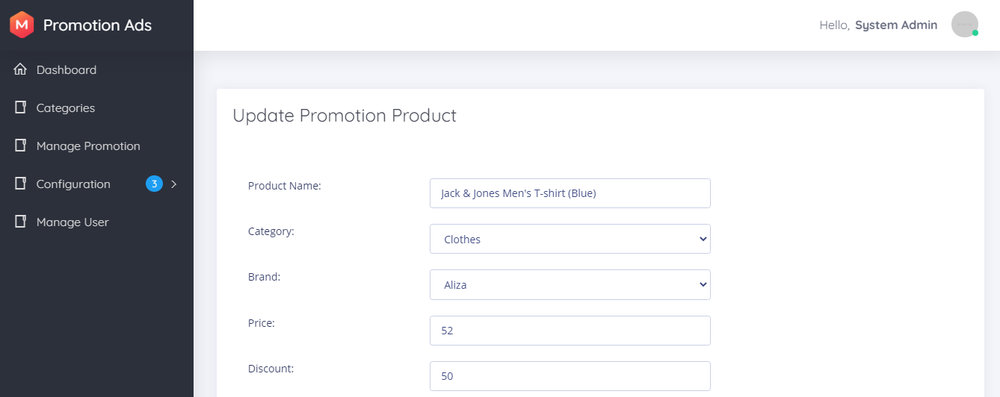 M Promotion Ads
Hello, System Admin
Dashboard
Categories
Manage Promotion
Configuration 3
Manage User
Update Promotion Product
Product Name: Jack & Jones Men's T-shirt (Blue)
Category: Clothes
Brand: Aliza
Price: 52
Discount: 50